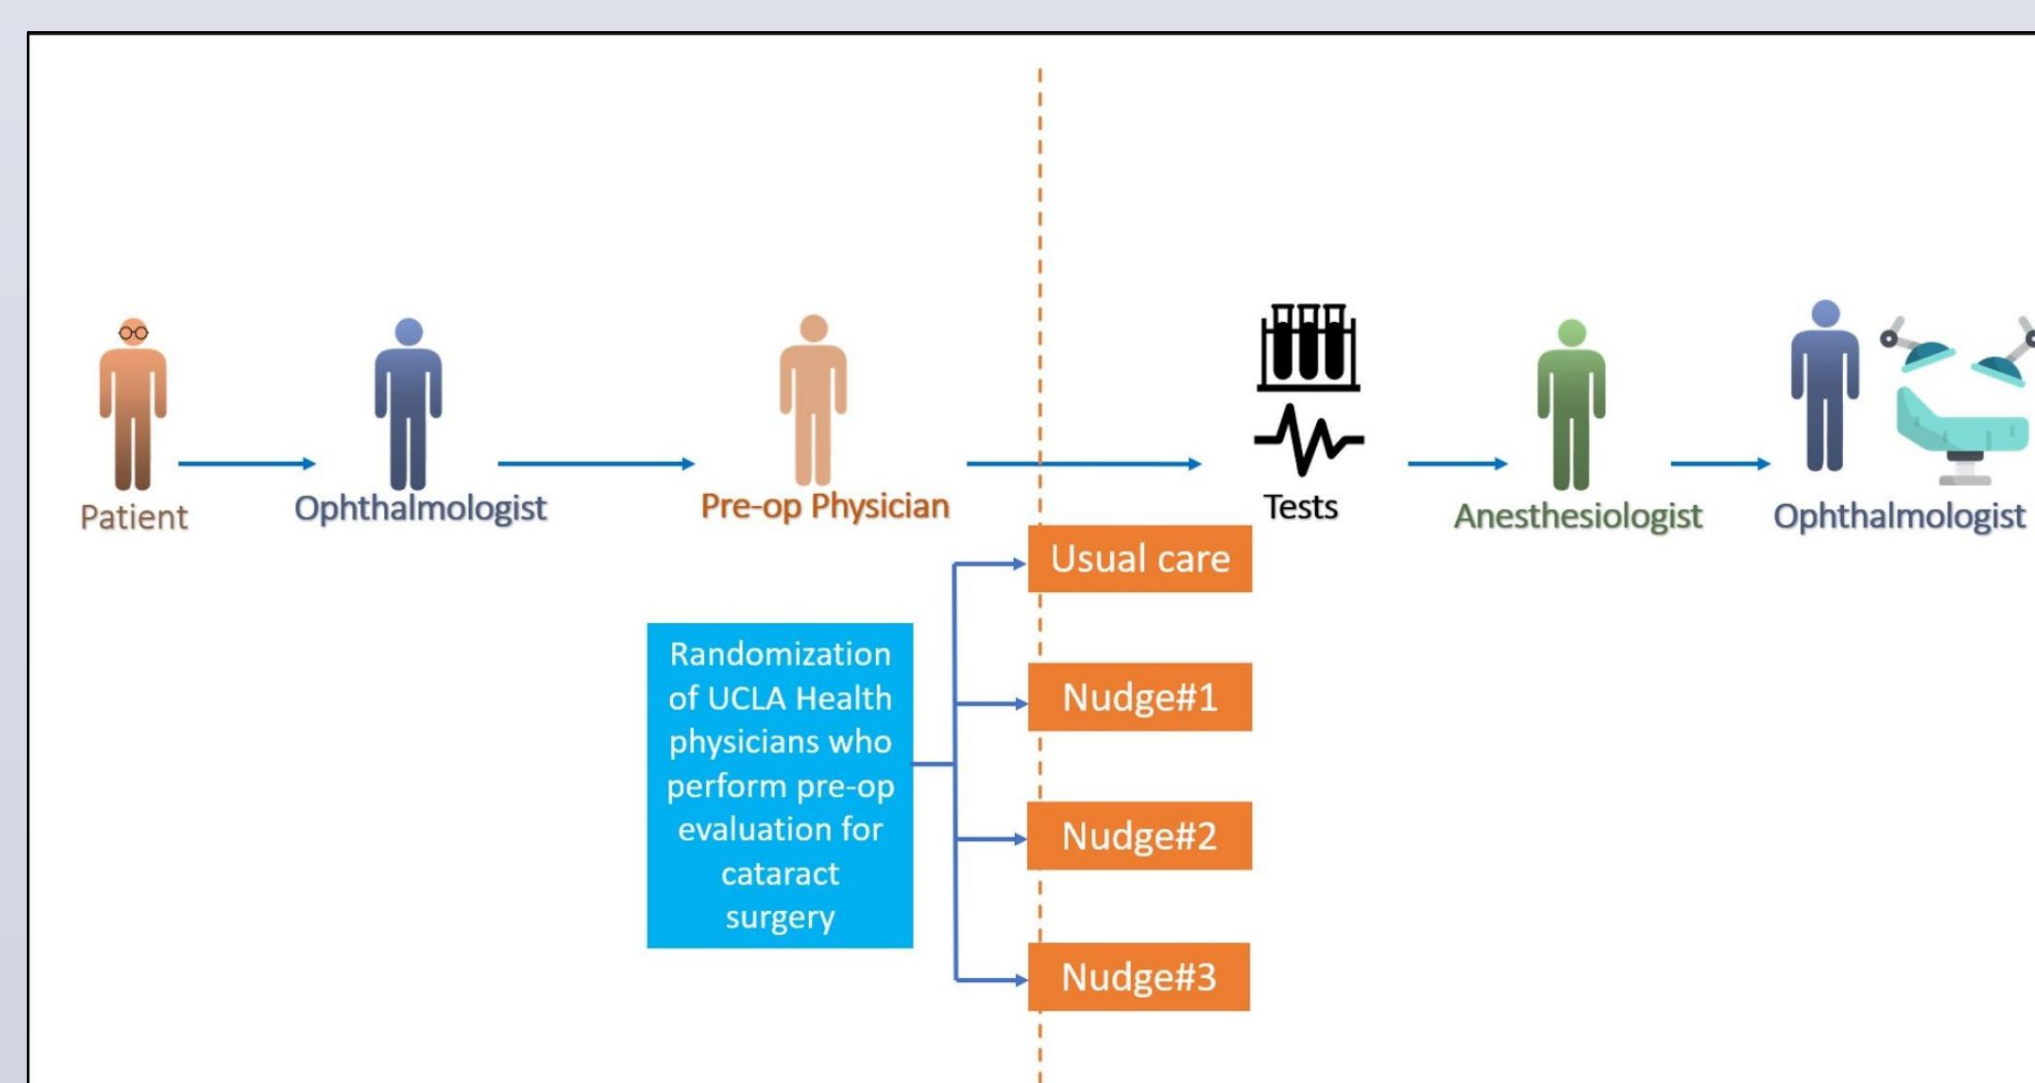 Patient
Ophthalmologist
Pre-op Physician
Tests
Anesthesiologist
Ophthalmologist
Randomization
of UCLA Health
physicians who
perform pre-op
evaluation for
cataract
surgery
Usual care
Nudge#1
Nudge#2
Nudge#3